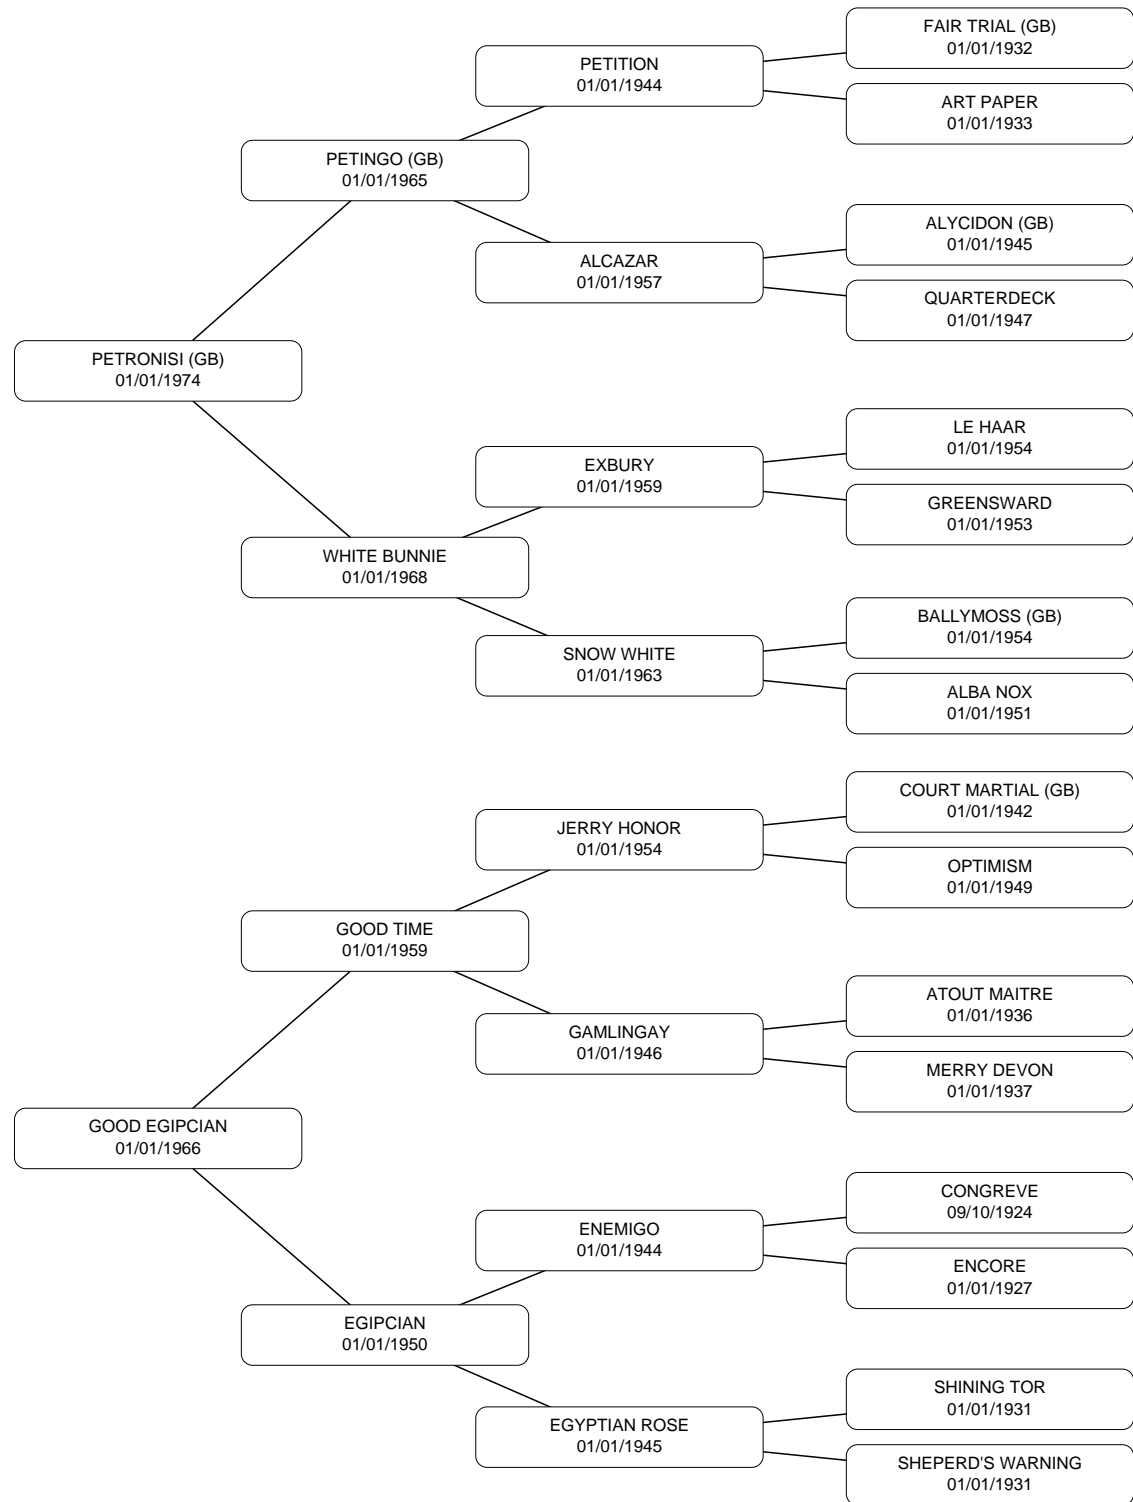 FAIR TRIAL (GB)
01/01/1932
PETITION
01/01/1944
ART PAPER
01/01/1933
PETINGO (GB)
01/01/1965
ALYCIDON (GB)
01/01/1945
ALCAZAR
01/01/1957
QUARTERDECK
01/01/1947
PETRONISI (GB)
01/01/1974
LE HAAR
01/01/1954
EXBURY
01/01/1959
GREENSWARD
01/01/1953
WHITE BUNNIE
01/01/1968
BALLYMOSS (GB)
01/01/1954
SNOW WHITE
01/01/1963
ALBA NOX
01/01/1951
COURT MARTIAL (GB)
01/01/1942
JERRY HONOR
01/01/1954
OPTIMISM
01/01/1949
GOOD TIME
01/01/1959
ATOUT MAITRE
01/01/1936
GAMLINGAY
01/01/1946
MERRY DEVON
01/01/1937
GOOD EGIPCIAN
01/01/1966
CONGREVE
09/10/1924
ENEMIGO
01/01/1944
ENCORE
01/01/1927
EGIPCIAN
01/01/1950
SHINING TOR
01/01/1931
EGYPTIAN ROSE
01/01/1945
SHEPERD'S WARNING
01/01/1931